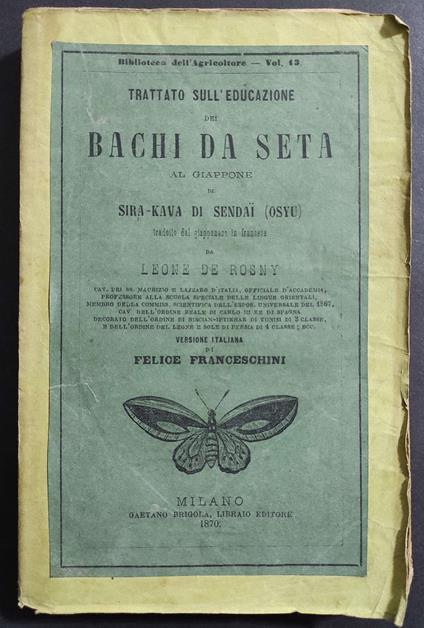 Biblioteca dell'Agricoltore — Vol. 13.
TRATTATO SULL'EDUCAZIONE
DEI
BACHI DA SETA
AL GIAPPONE
DI
SIRA-KAVA DI SENDAÏ (OSYU)
tradotto dal giapponese in francese
DA
LEONE DE ROSNY
CAV. DEI SS. MAURIZIO E LAZZARO D'ITALIA, OFFICIALE D'ACCADEMIA,
PROFESSORE ALLA SCUOLA SPECIALE DELLE LINGUE ORIENTALI,
MEMBRO DELLA COMMISS. SCIENTIFICA DELL'ESPOS. UNIVERSALE DEL 1867,
CAV. DELL'ORDINE REALE DI CARLO III RE DI SPAGNA
DECORATO DELL'ORDINE DI DI TUNISI DI 3 CLASSE,
E DELL'ORDINE DEL LEONE E SOLE DI PERSIA DI 4 CLASSE, ECC.
VERSIONE ITALIANA
DI
FELICE FRANCESCHINI
MILANO
GAETANO BRIGOLA, LIBRAIO EDITORE
1870.